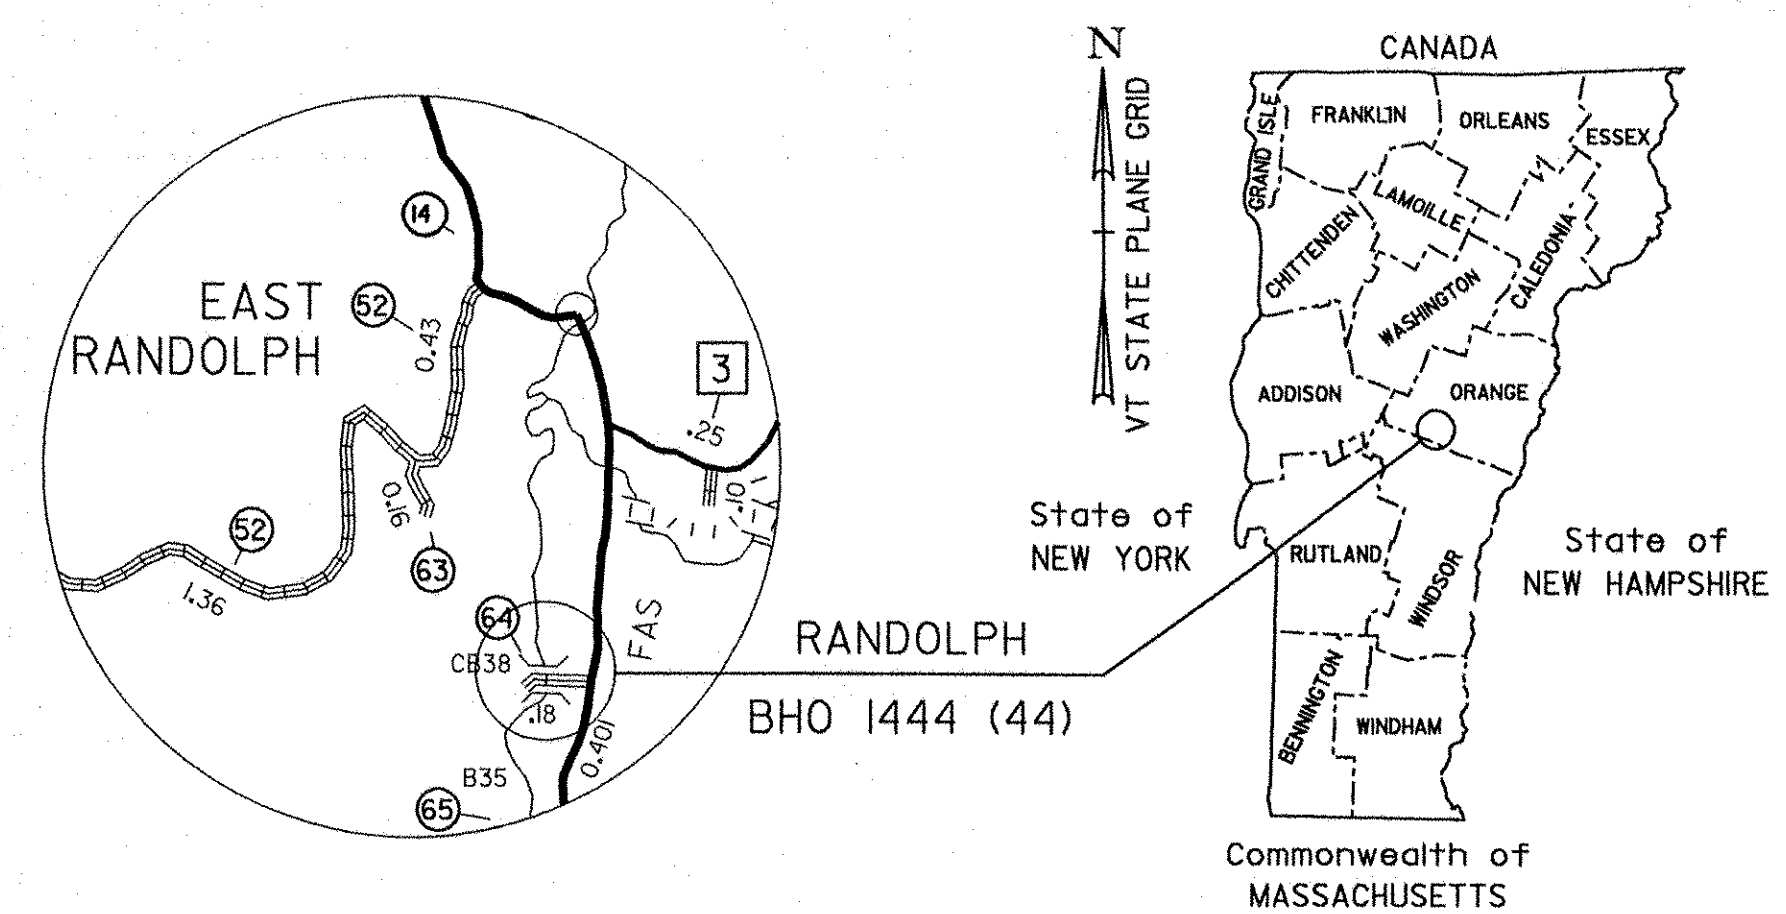 14
EAST
RANDOLPH
52
0.43
3
.25
.01
0.16
52
63
1.36
64
CB38
.18
FAS
0.401
B35
65
RANDOLPH
BHO 1444 (44)
N
VT STATE PLANE GRID
CANADA
GRAND ISLE
FRANKLIN
ORLEANS
ESSEX
LAMOILLE
CHITTENDEN
CALEDONIA
WASHINGTON
ADDISON
ORANGE
State of
NEW YORK
RUTLAND
WINDSOR
State of
NEW HAMPSHIRE
BENNINGTON
WINDHAM
Commonwealth of
MASSACHUSETTS